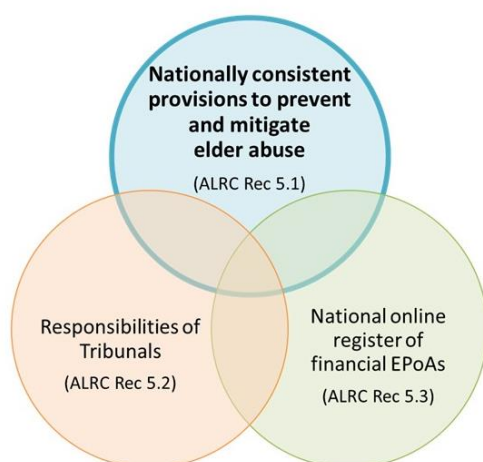 Nationally consistent
provisions to prevent
and mitigate
elder abuse
(ALRC Rec 5.1)
Responsibilities of
Tribunals
(ALRC Rec 5.2)
National online
register of
financial EPoAs
(ALRC Rec 5.3)